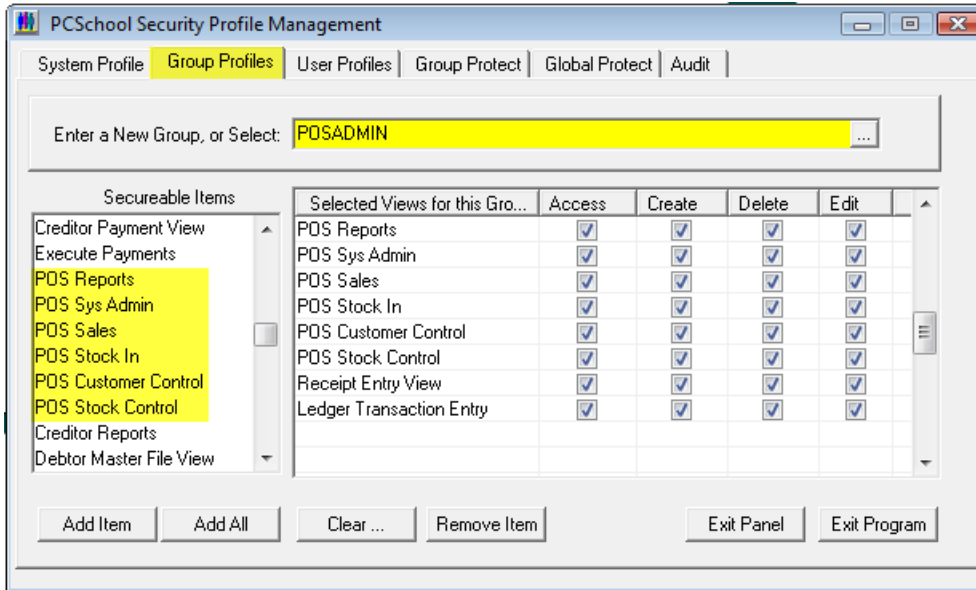 PCSchool Security Profile Management
System Profile Group Profiles User Profiles Group Protect Global Protect Audit
Enter a New Group, or Select: POSADMIN ...
Secureable Items
Creditor Payment View
Execute Payments
POS Reports
POS Sys Admin
POS Sales
POS Stock In
POS Customer Control
POS Stock Control
Creditor Reports
Debtor Master File View
Selected Views for this Gro... Access Create Delete Edit
POS Reports
POS Sys Admin
POS Sales
POS Stock In
POS Customer Control
POS Stock Control
Receipt Entry View
Ledger Transaction Entry
Add Item Add All Clear ... Remove Item Exit Panel Exit Program